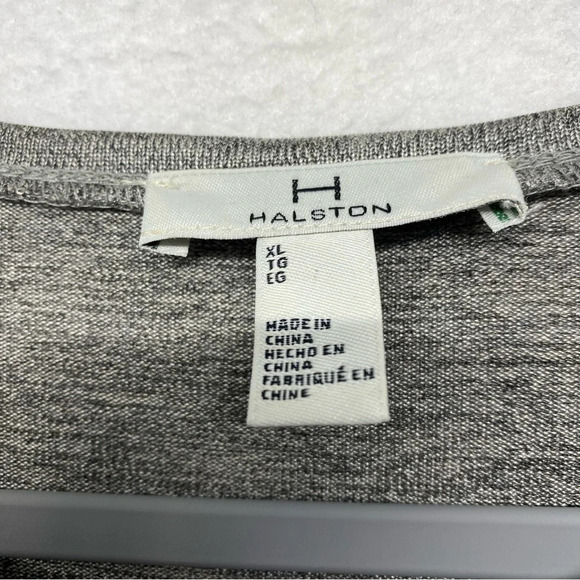 H
HALSTON
XL
TG
EG
MADE IN
CHINA
HECHO EN
CHINA
FABRIQUÉ EN
CHINE